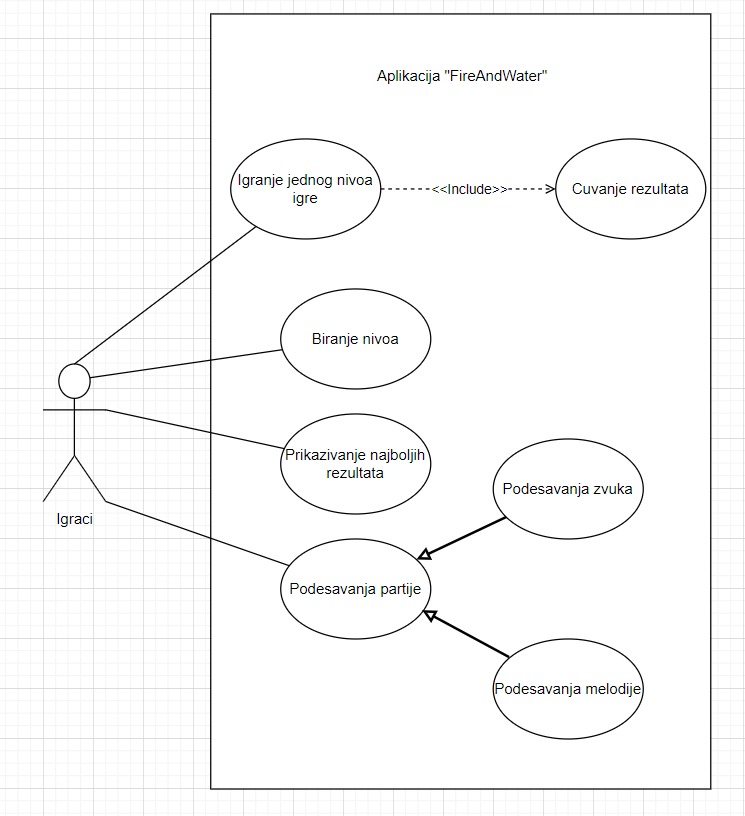 Aplikacija "FireAndWater"
Igranje jednog nivoa
igre
<<Include>>
Cuvanje rezultata
Biranje nivoa
Prikazivanje najboljih
rezultata
Podesavanja zvuka
Igraci
Podesavanja partije
Podesavanja melodije